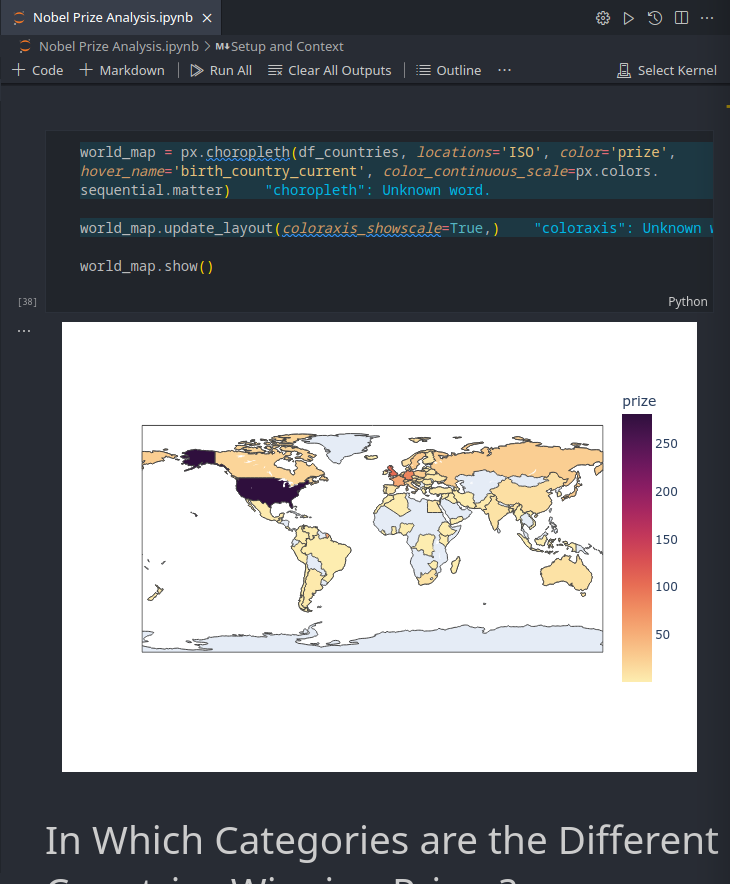 Nobel Prize Analysis.ipynb
Nobel Prize Analysis.ipynb > M↓Setup and Context
+ Code + Markdown | Run All Clear All Outputs | Outline ... Select Kernel
world_map = px.choropleth(df_countries, locations='ISO', color='prize',
hover_name='birth_country_current', color_continuous_scale=px.colors.
sequential.matter) "choropleth": Unknown word.
world_map.update_layout(coloraxis_showscale=True,) "coloraxis": Unknown
world_map.show()
[38]
Python
...
prize
250
200
150
100
50
In Which Categories are the Different